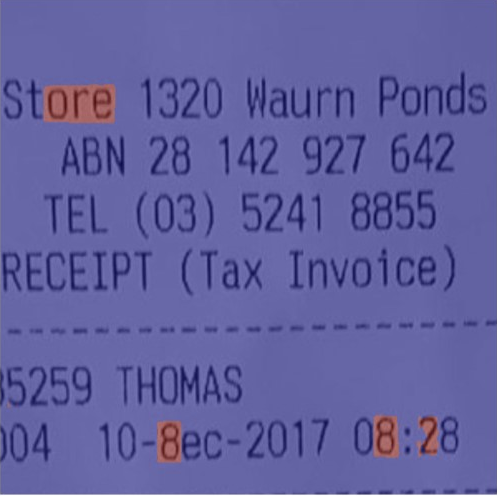 Store 1320 Waurn Ponds
ABN 28 142 927 642
TEL (03) 5241 8855
RECEIPT (Tax Invoice)
35259 THOMAS
004 10-8ec-2017 08:28